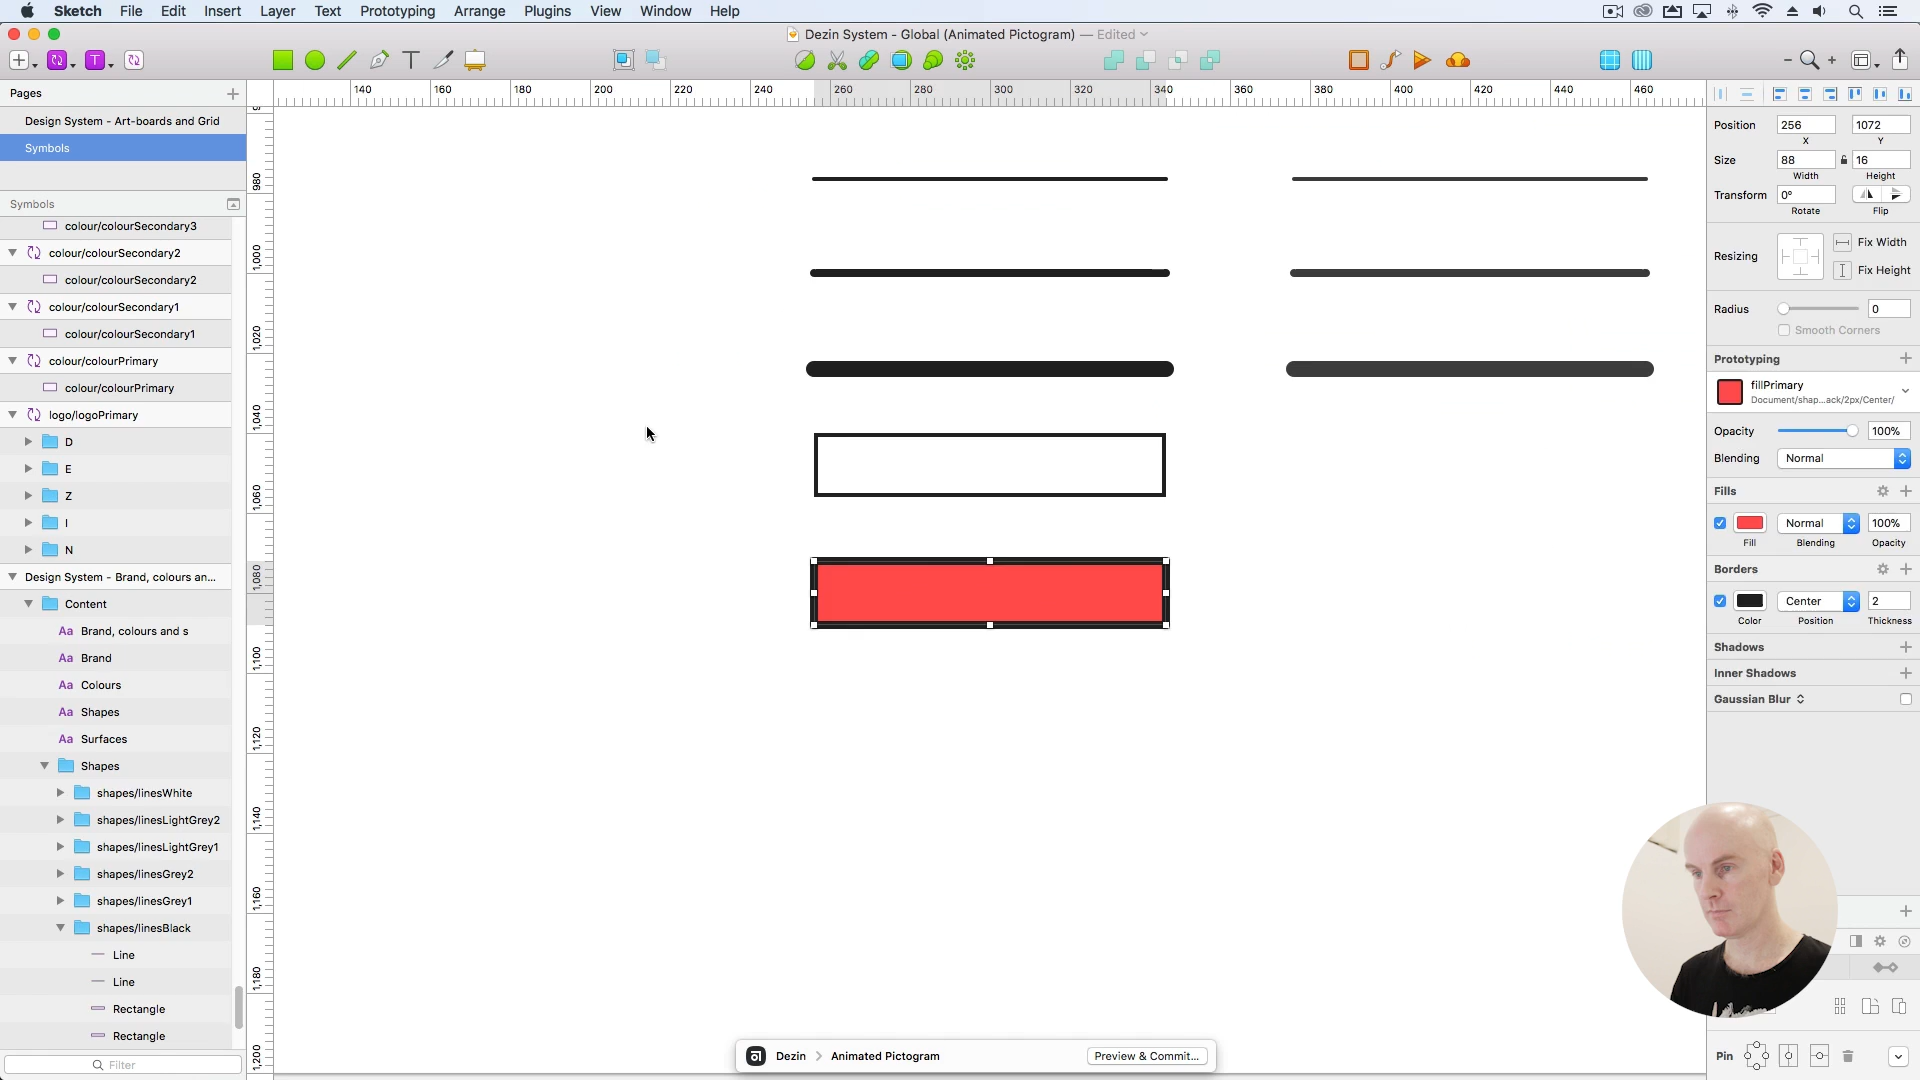 Sketch File Edit Insert Layer Text Prototyping Arrange Plugins View Window Help
Dezin System - Global (Animated Pictogram) — Edited
Pages
Design System - Art-boards and Grid
Symbols
Symbols
colour/colourSecondary3
colour/colourSecondary2
colour/colourSecondary2
colour/colourSecondary1
colour/colourSecondary1
colour/colourPrimary
colour/colourPrimary
logo/logoPrimary
D
E
Z
I
N
Design System - Brand, colours an...
Content
Aa Brand, colours and s
Aa Brand
Aa Colours
Aa Shapes
Aa Surfaces
Shapes
shapes/linesWhite
shapes/linesLightGrey2
shapes/linesLightGrey1
shapes/linesGrey2
shapes/linesGrey1
shapes/linesBlack
Line
Line
Rectangle
Rectangle
Filter
140 160 180 200 220 240 260 280 300 320 340 360 380 400 420 440 460
980
1,000
1,020
1,040
1,060
1,080
1,100
1,120
1,140
1,160
1,180
1,200
Dezin > Animated Pictogram Preview & Commit...
Position 256 1072
X Y
Size 88 16
Width Height
Transform 0°
Rotate Flip
Resizing Fix Width
Fix Height
Radius 0
Smooth Corners
Prototyping
fillPrimary
Document/shap...ack/2px/Center/
Opacity 100%
Blending Normal
Fills
Normal 100%
Fill Blending Opacity
Borders
Center 2
Color Position Thickness
Shadows
Inner Shadows
Gaussian Blur
Pin